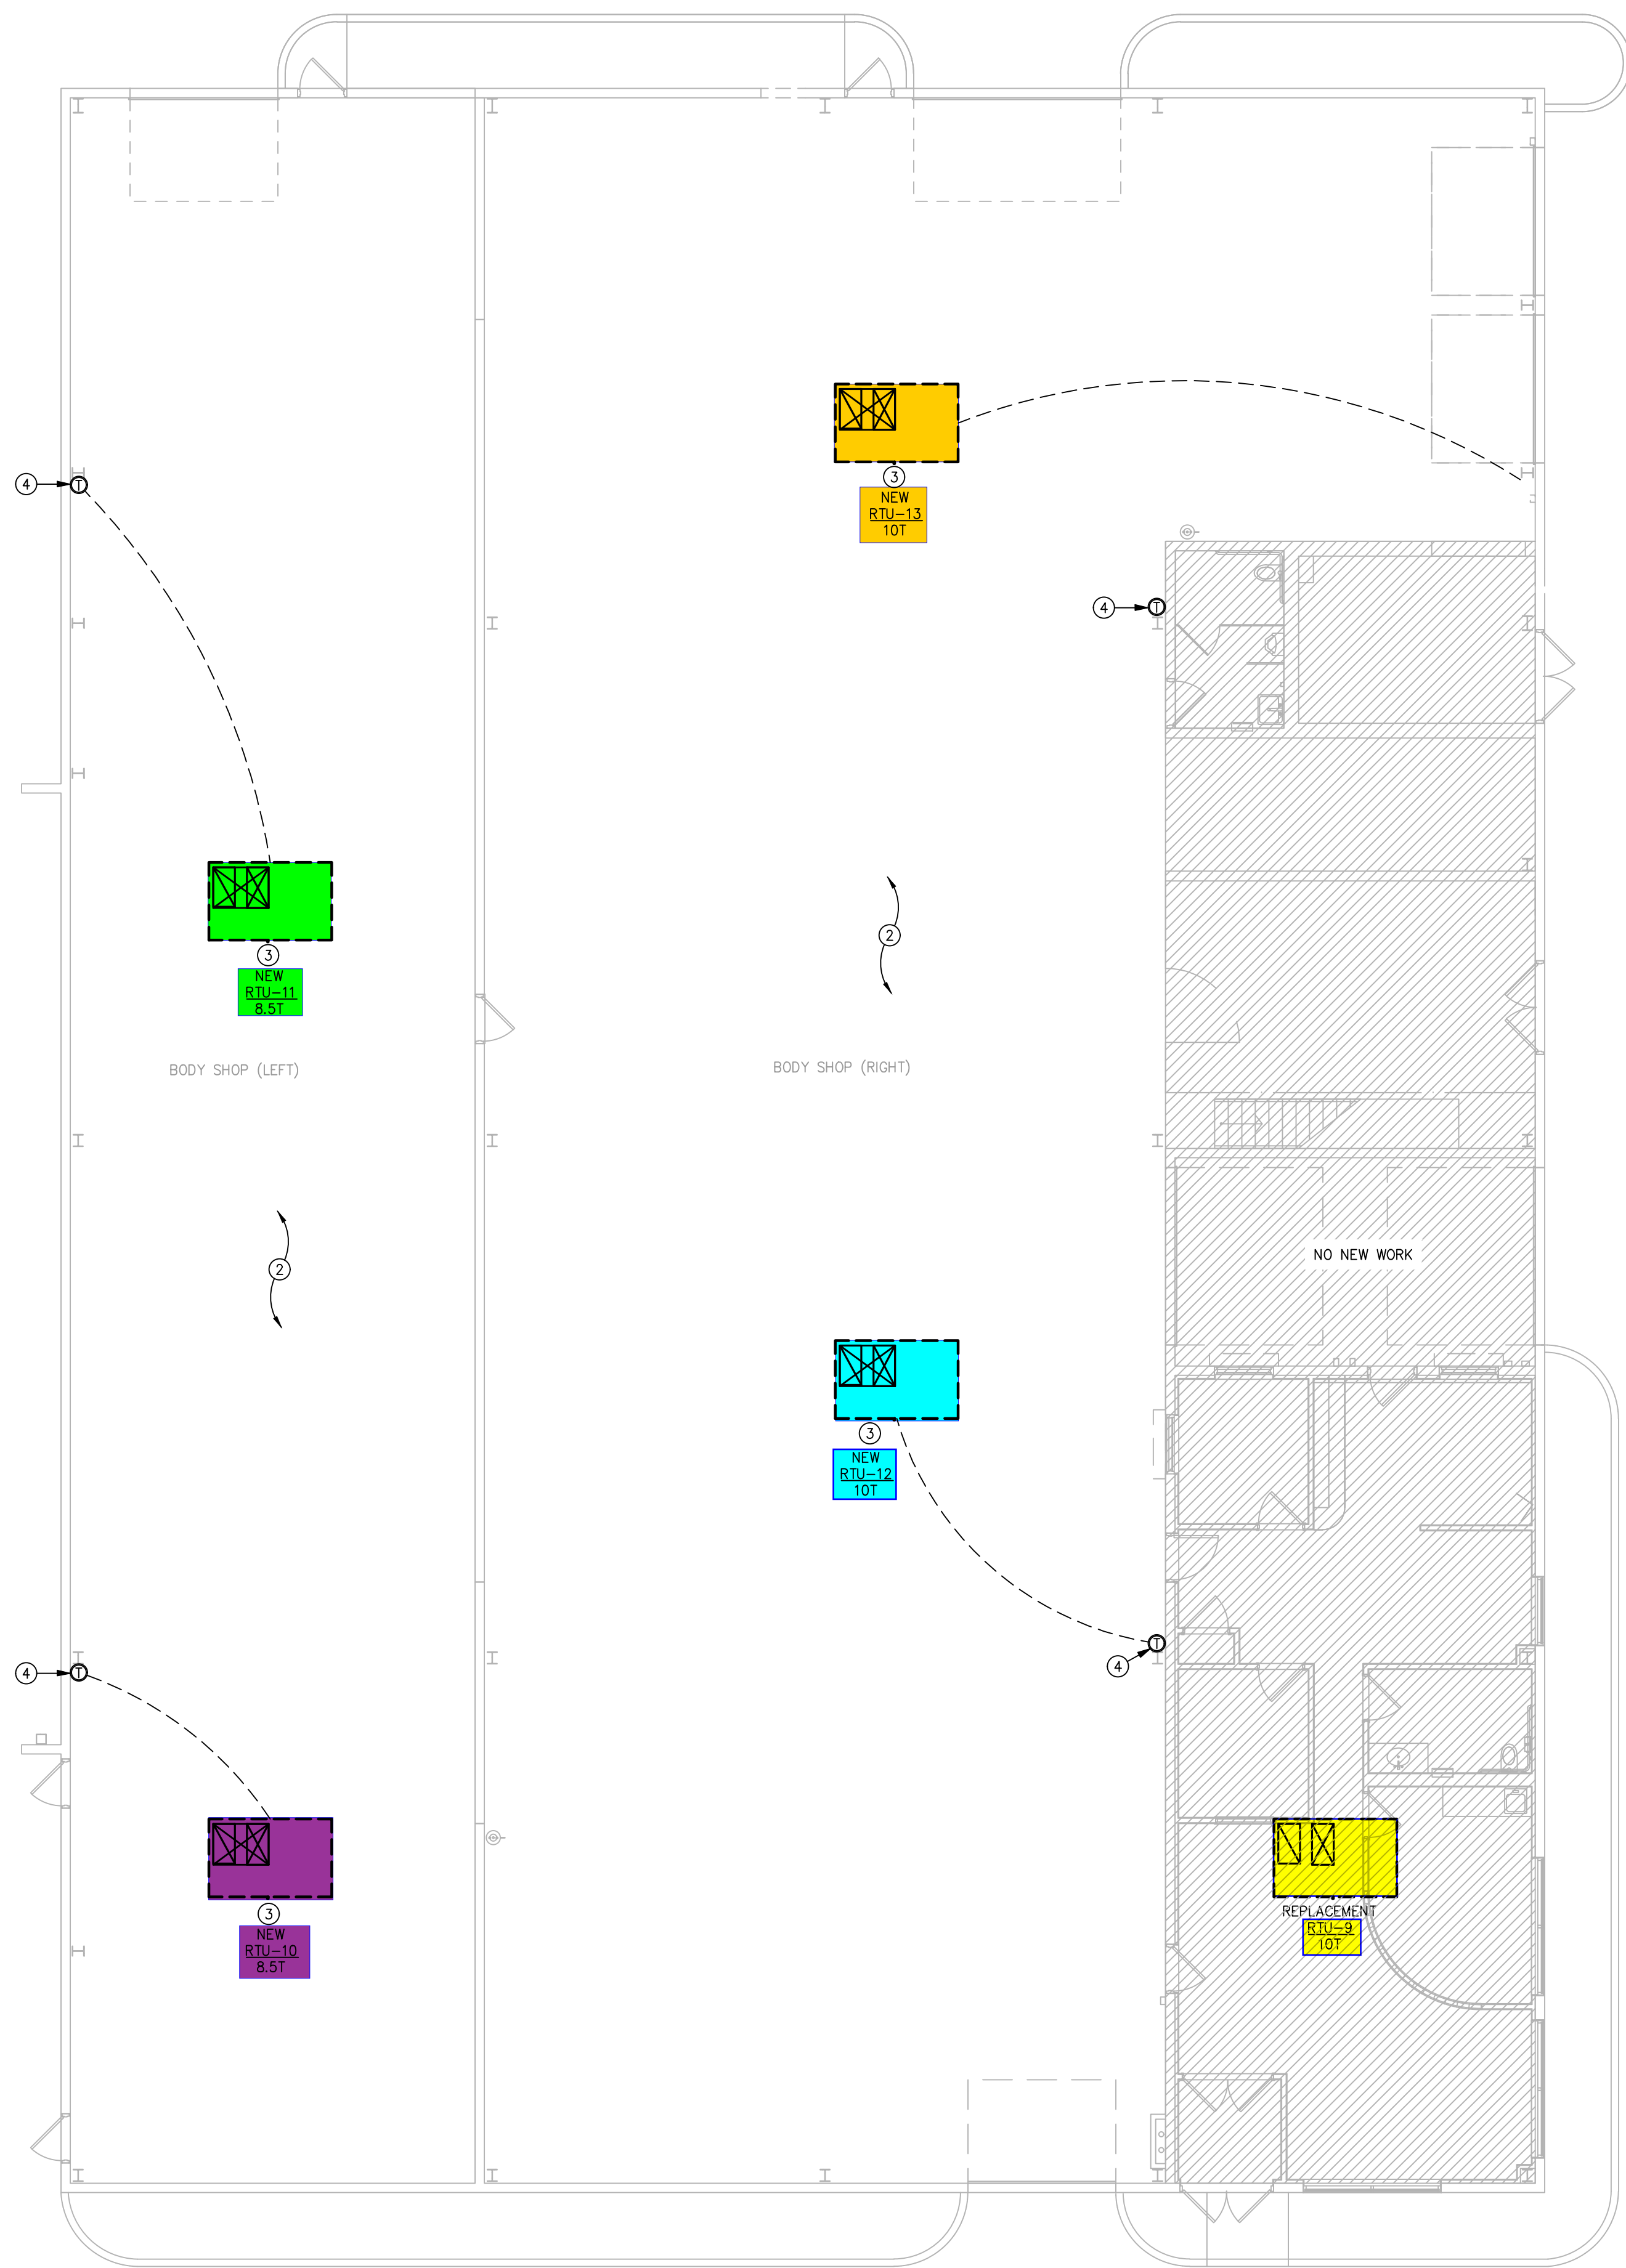 4
T
3
NEW
RTU-13
10T
4
T
3
NEW
RTU-11
8.5T
2
BODY SHOP (LEFT)
BODY SHOP (RIGHT)
2
NO NEW WORK
3
NEW
RTU-12
10T
T
4
4
T
3
NEW
RTU-10
8.5T
REPLACEMENT
RTU-9
10T